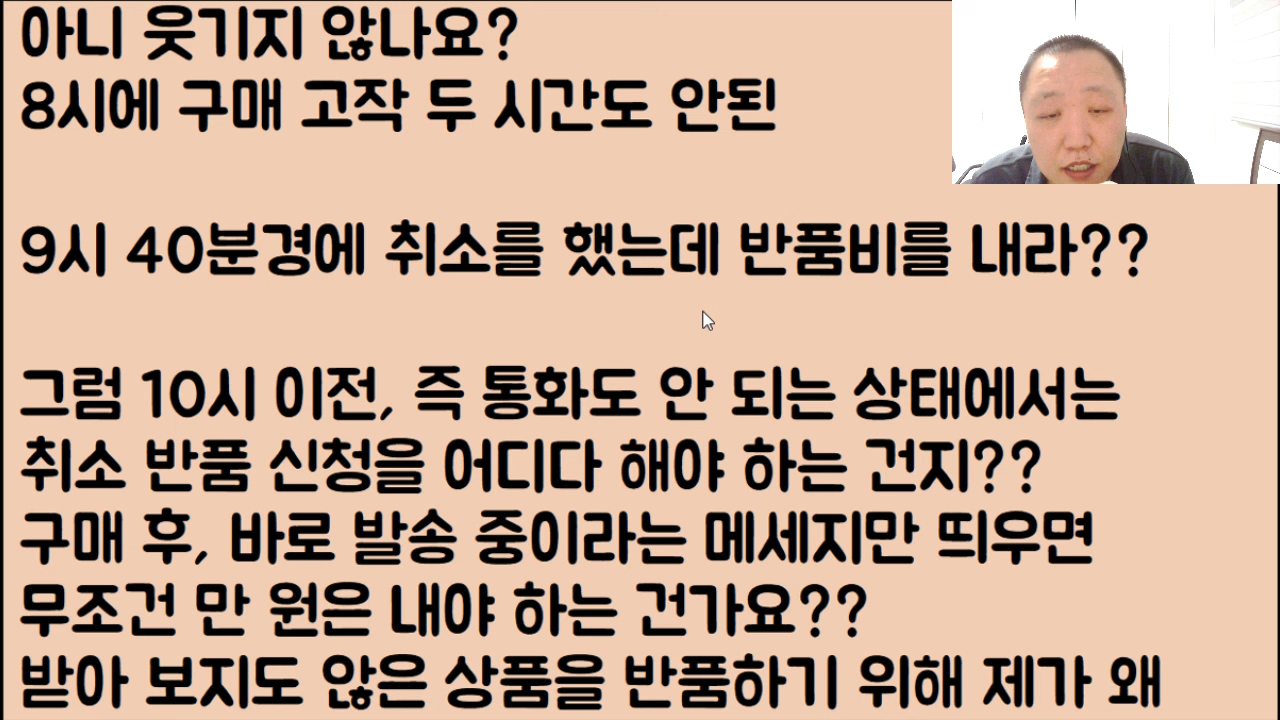 아니 웃기지 않나요?
8시에 구매 고작 두 시간도 안된
9시 40분경에 취소를 했는데 반품비를 내라??
그럼 10시 이전, 즉 통화도 안 되는 상태에서는
취소 반품 신청을 어디다 해야 하는 건지??
구매 후, 바로 발송 중이라는 메세지만 띄우면
무조건 만 원은 내야 하는 건가요??
받아 보지도 않은 상품을 반품하기 위해 제가 왜